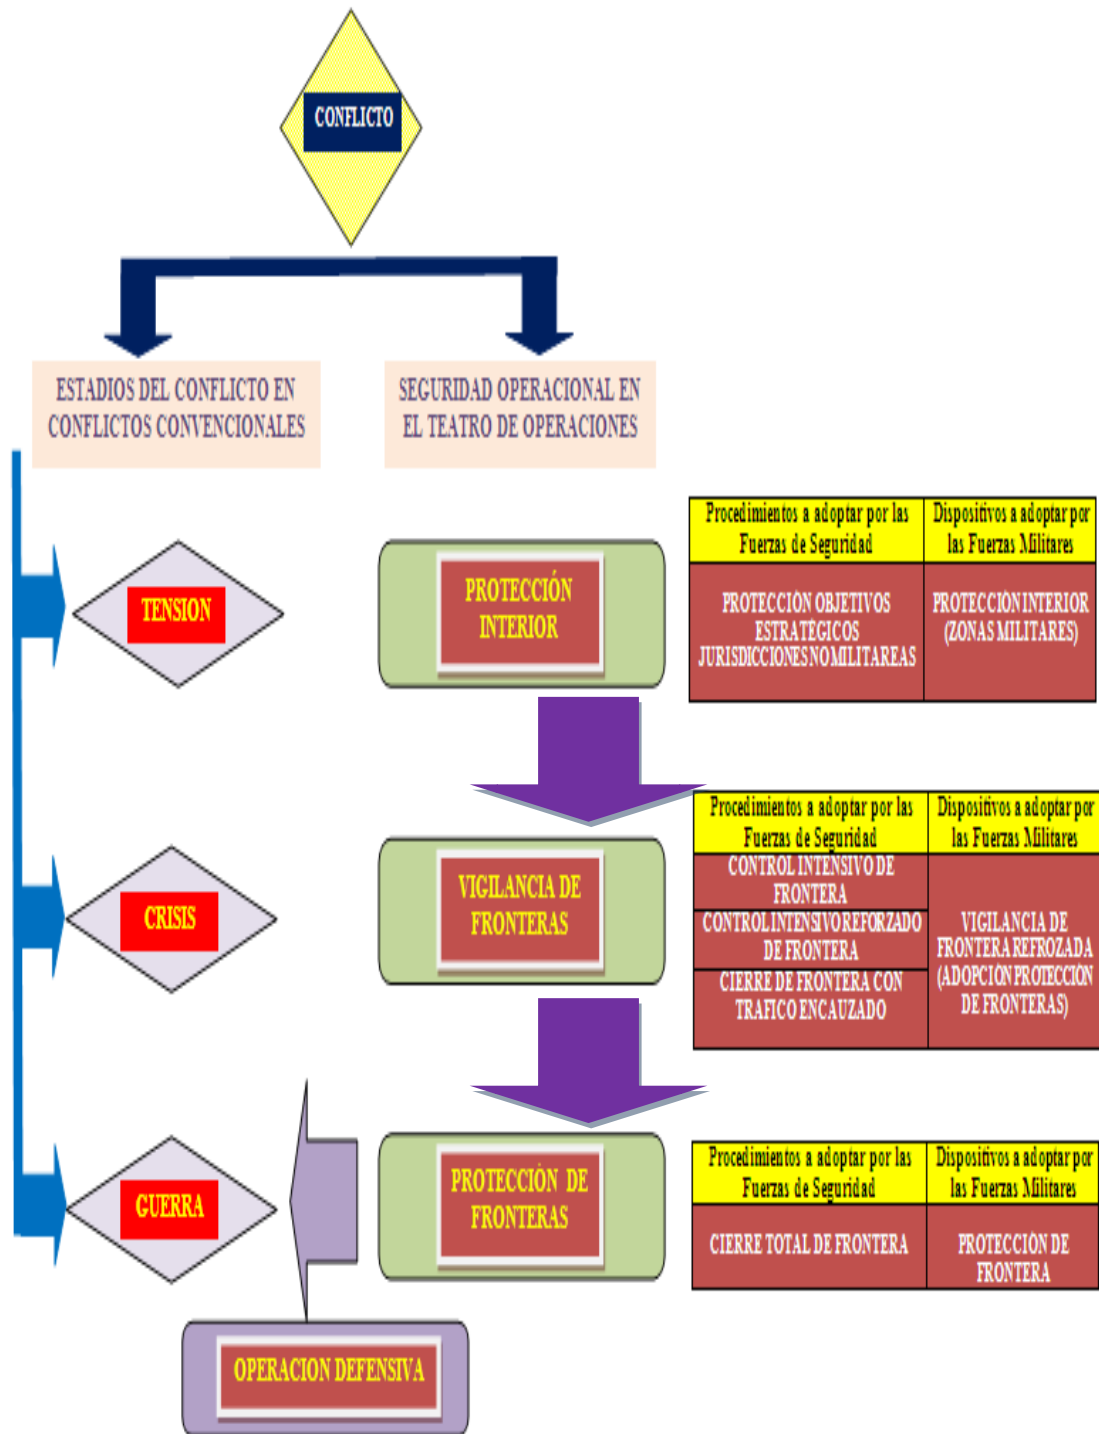 CONFLICTO
ESTADIOS DEL CONFLICTO EN
CONFLICTOS CONVENCIONALES
SEGURIDAD OPERACIONAL EN
EL TEATRO DE OPERACIONES
TENSION
PROTECCIÓN
INTERIOR
Procedimientos a adoptar por las
Fuerzas de Seguridad
Dispositivos a adoptar por
las Fuerzas Militares
PROTECCIÓN OBJETIVOS
ESTRATÉGICOS
JURISDICCIONES NO MILITAREAS
PROTECCIÓN INTERIOR
(ZONAS MILITARES)
CRISIS
VIGILANCIA DE
FRONTERAS
Procedimientos a adoptar por las
Fuerzas de Seguridad
Dispositivos a adoptar por
las Fuerzas Militares
CONTROL INTENSIVO DE
FRONTERA
CONTROL INTENSIVO REFORZADO
DE FRONTERA
CIERRE DE FRONTERA CON
TRAFICO ENCAUZADO
VIGILANCIA DE
FRONTERA REFROZADA
(ADOPCIÓN PROTECCIÓN
DE FRONTERAS)
GUERRA
PROTECCIÓN DE
FRONTERAS
Procedimientos a adoptar por las
Fuerzas de Seguridad
Dispositivos a adoptar por
las Fuerzas Militares
CIERRE TOTAL DE FRONTERA
PROTECCIÓN DE
FRONTERA
OPERACION DEFENSIVA